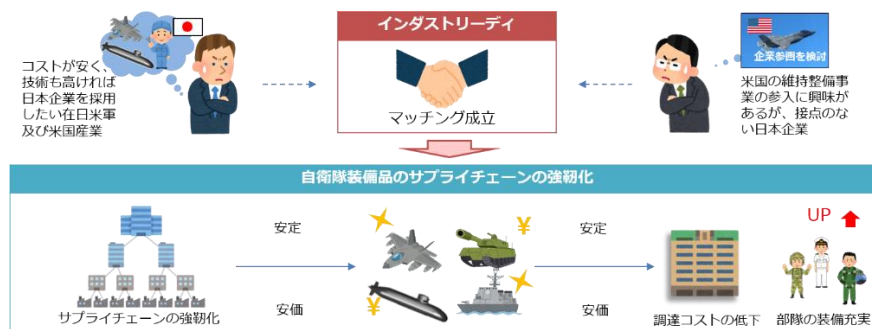 インダストリーディ
企業参画を検討
コストが安く、
技術も高ければ
日本企業を採用
したい在日米軍
及び米国産業
マッチング成立
米国の維持整備事
業の参入に興味が
あるが、接点のな
い日本企業
自衛隊装備品のサプライチェーンの強靭化
UP
安定
安定
¥
¥
安価
安価
サプライチェーンの強靭化
調達コストの低下
部隊の装備充実